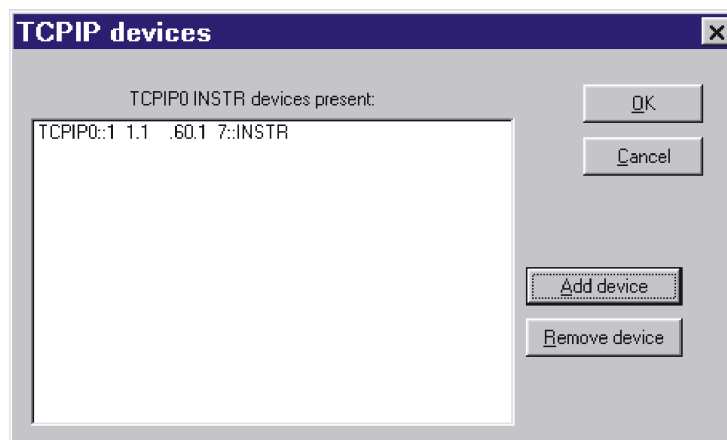 TCPIP devices
TCPIP0 INSTR devices present:
OK
TCPIP0::1 1.1 .60.1 7::INSTR
Cancel
Add device
Remove device